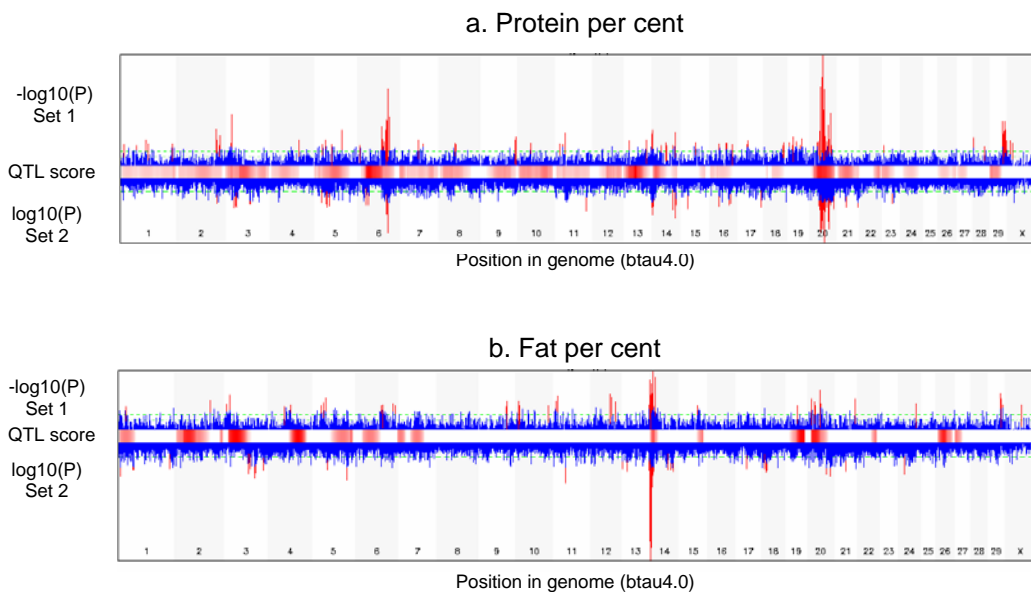 a. Protein per cent
-log10(P)
Set 1
QTL score
log10(P)
Set 2
1 2 3 4 5 6 7 8 9 10 11 12 13 14 15 16 17 18 19 20 21 22 23 24 25 26 27 28 29 X
Position in genome (btau4.0)
b. Fat per cent
-log10(P)
Set 1
QTL score
log10(P)
Set 2
1 2 3 4 5 6 7 8 9 10 11 12 13 14 15 16 17 18 19 20 21 22 23 24 25 26 27 28 29 X
Position in genome (btau4.0)